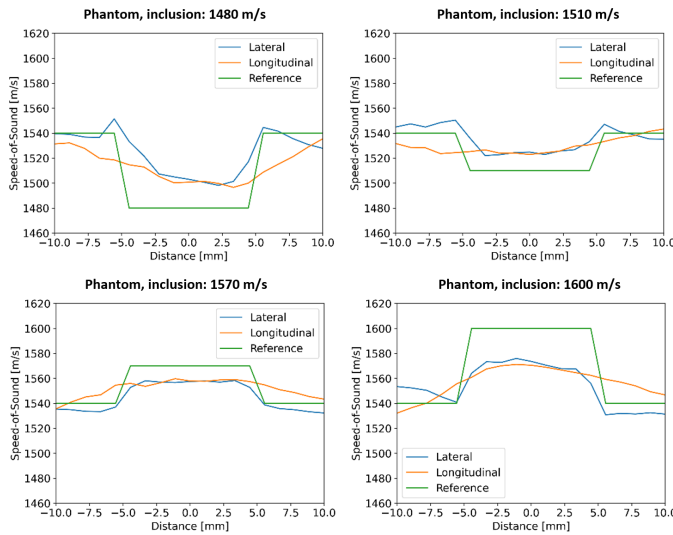 Phantom, inclusion: 1480 m/s
1620
1600
1580
1560
1540
1520
1500
1480
1460
Speed-of-Sound [m/s]
Lateral
Longitudinal
Reference
−10.0 −7.5 −5.0 −2.5 0.0 2.5 5.0 7.5 10.0
Distance [mm]
Phantom, inclusion: 1510 m/s
1620
1600
1580
1560
1540
1520
1500
1480
1460
Speed-of-Sound [m/s]
Lateral
Longitudinal
Reference
−10.0 −7.5 −5.0 −2.5 0.0 2.5 5.0 7.5 10.0
Distance [mm]
Phantom, inclusion: 1570 m/s
1620
1600
1580
1560
1540
1520
1500
1480
1460
Speed-of-Sound [m/s]
Lateral
Longitudinal
Reference
−10.0 −7.5 −5.0 −2.5 0.0 2.5 5.0 7.5 10.0
Distance [mm]
Phantom, inclusion: 1600 m/s
1620
1600
1580
1560
1540
1520
1500
1480
1460
Speed-of-Sound [m/s]
Lateral
Longitudinal
Reference
−10.0 −7.5 −5.0 −2.5 0.0 2.5 5.0 7.5 10.0
Distance [mm]